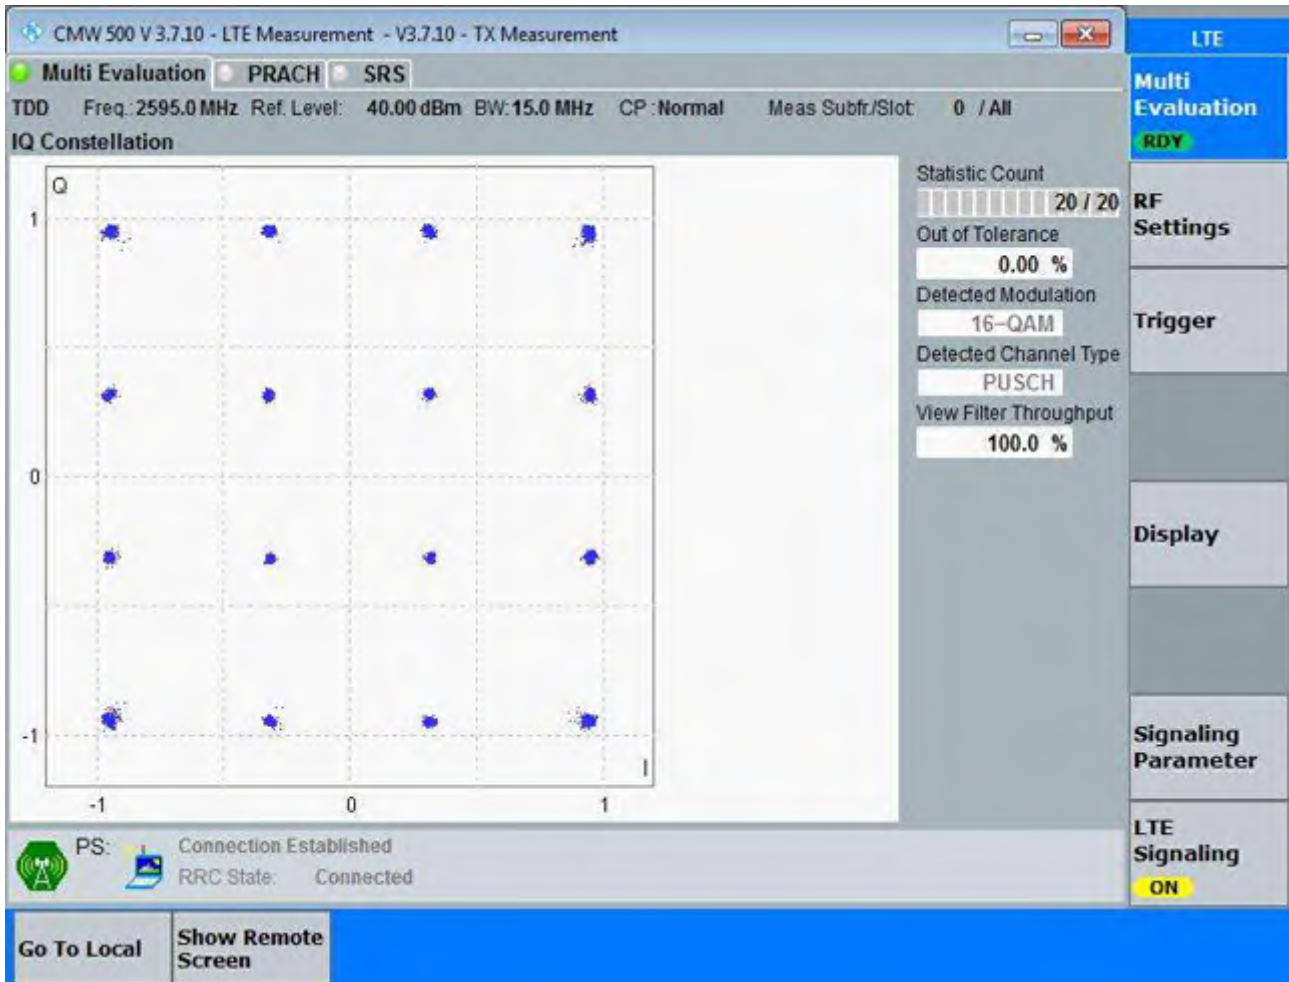 CMW 500 V 3.7.10 - LTE Measurement - V3.7.10 - TX Measurement
LTE
Multi Evaluation PRACH SRS
TDD Freq.: 2595.0 MHz Ref. Level: 40.00 dBm BW: 15.0 MHz CP : Normal Meas Subfr./Slot: 0 / All
IQ Constellation
Q
1
0
-1
-1 0 1
I
Statistic Count
20 / 20
Out of Tolerance
0.00 %
Detected Modulation
16-QAM
Detected Channel Type
PUSCH
View Filter Throughput
100.0 %
Multi
Evaluation
RDY
RF
Settings
Trigger
Display
Signaling
Parameter
LTE
Signaling
ON
PS: Connection Established
RRC State: Connected
Go To Local
Show Remote
Screen